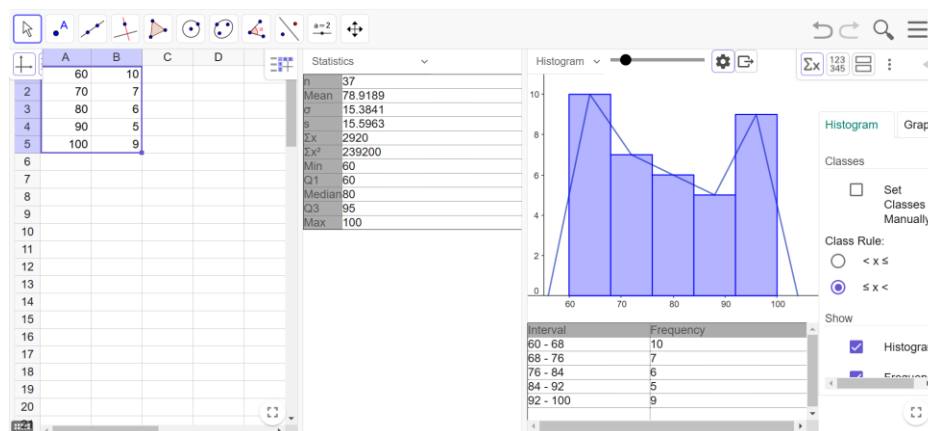 A
a=2
A B C D
60 10
2 70 7
3 80 6
4 90 5
5 100 9
6
7
8
9
10
11
12
13
14
15
16
17
18
19
20
21
Statistics
n 37
Mean 78.9189
σ 15.3841
s 15.5963
Σx 2920
Σx² 239200
Min 60
Q1 60
Median 80
Q3 95
Max 100
Histogram
10
8
6
4
2
0
60 70 80 90 100
Interval Frequency
60 - 68 10
68 - 76 7
76 - 84 6
84 - 92 5
92 - 100 9
Σx 123
345
Histogram Grap
Classes
Set
Classes
Manually
Class Rule:
< x ≤
≤ x <
Show
Histogra